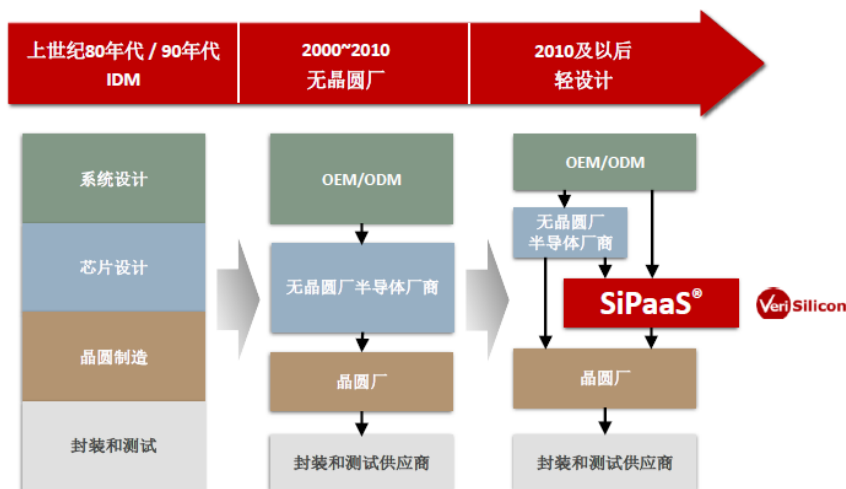 上世纪80年代 / 90年代
IDM
2000~2010
无晶圆厂
2010及以后
轻设计
系统设计
芯片设计
晶圆制造
封装和测试
OEM/ODM
无晶圆厂半导体厂商
晶圆厂
封装和测试供应商
OEM/ODM
无晶圆厂
半导体厂商
SiPaaS®
VeriSilicon
晶圆厂
封装和测试供应商